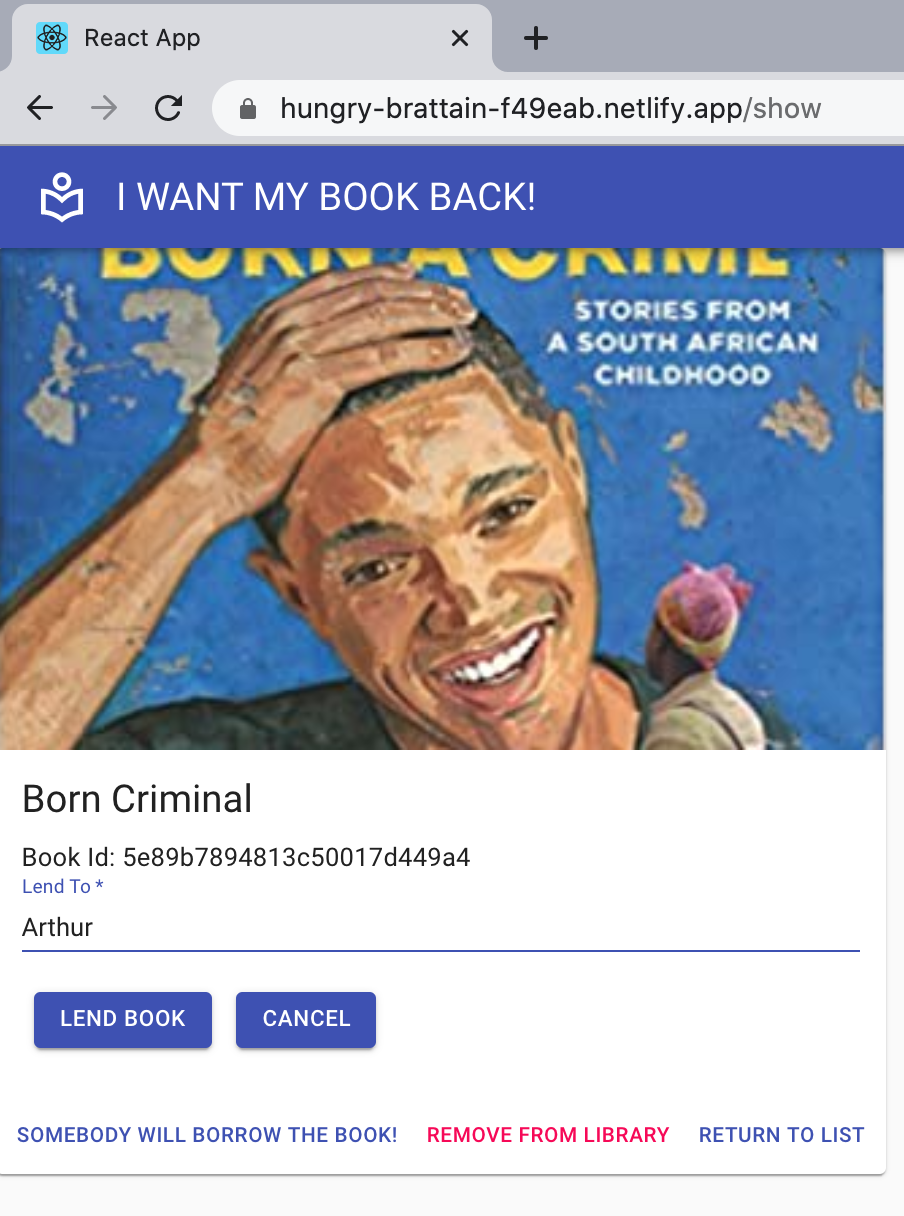 React App
hungry-brattain-f49eab.netlify.app/show
I WANT MY BOOK BACK!
BORN A CRIME
STORIES FROM
A SOUTH AFRICAN
CHILDHOOD
Born Criminal
Book Id: 5e89b7894813c50017d449a4
Lend To *
Arthur
LEND BOOK CANCEL
SOMEBODY WILL BORROW THE BOOK! REMOVE FROM LIBRARY RETURN TO LIST